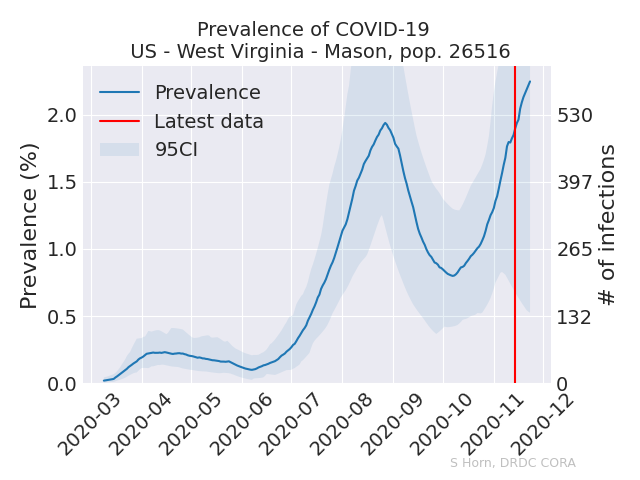 Prevalence of COVID-19
US - West Virginia - Mason, pop. 26516
Prevalence
Latest data
95CI
Prevalence (%)
2.0
1.5
1.0
0.5
0.0
530
397
265
132
0
# of infections
2020-03
2020-04
2020-05
2020-06
2020-07
2020-08
2020-09
2020-10
2020-11
2020-12
S Horn, DRDC CORA